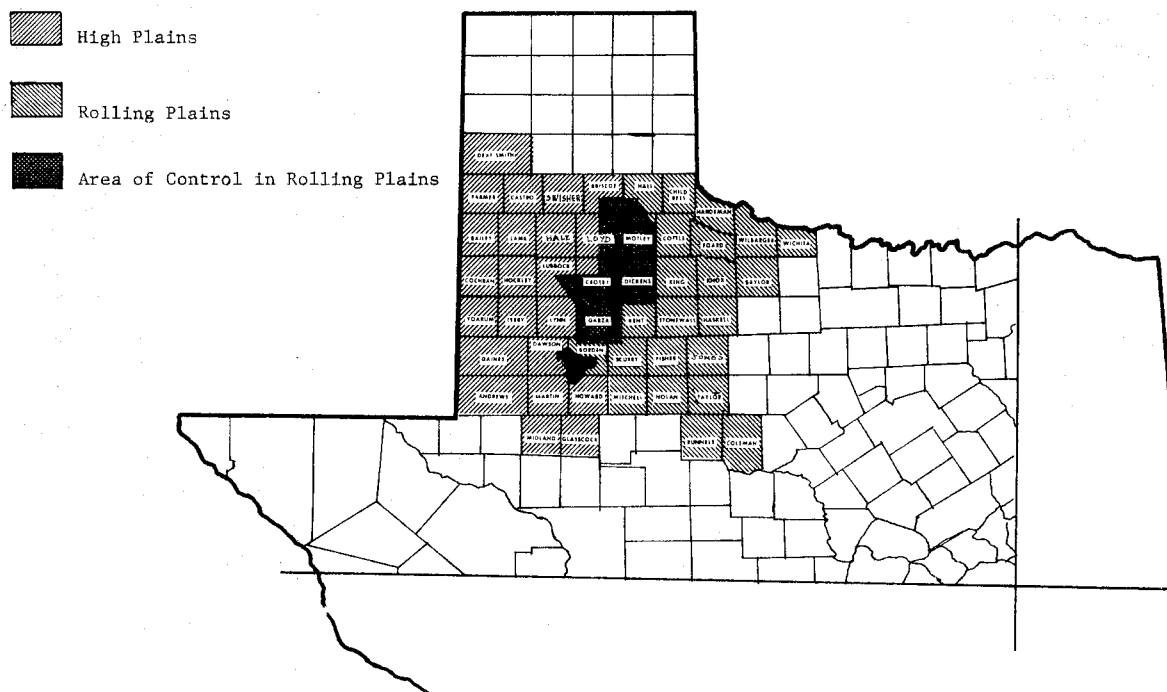 High Plains
Rolling Plains
Area of Control in Rolling Plains
DEAF SMITH
PARMER CASTRO SWISHER BRISCOE HALL CHILDRESS
HARDEMAN
BAILEY LAMB HALE LOYD MOTLEY COTTLE FOARD WILBARGER WICHITA
LUBBOCK
COCHRAN HOCKLEY CROSBY DICKENS KING KNOX BAYLOR
YOAKUM TERRY LYNN GARZA KENT STONEWALL HASKELL
DAWSON BORDEN
GAINES SCURRY FISHER JONES
ANDREWS MARTIN HOWARD MITCHELL NOLAN TAYLOR
MIDLAND GLASSCOCK RUNNELS COLEMAN